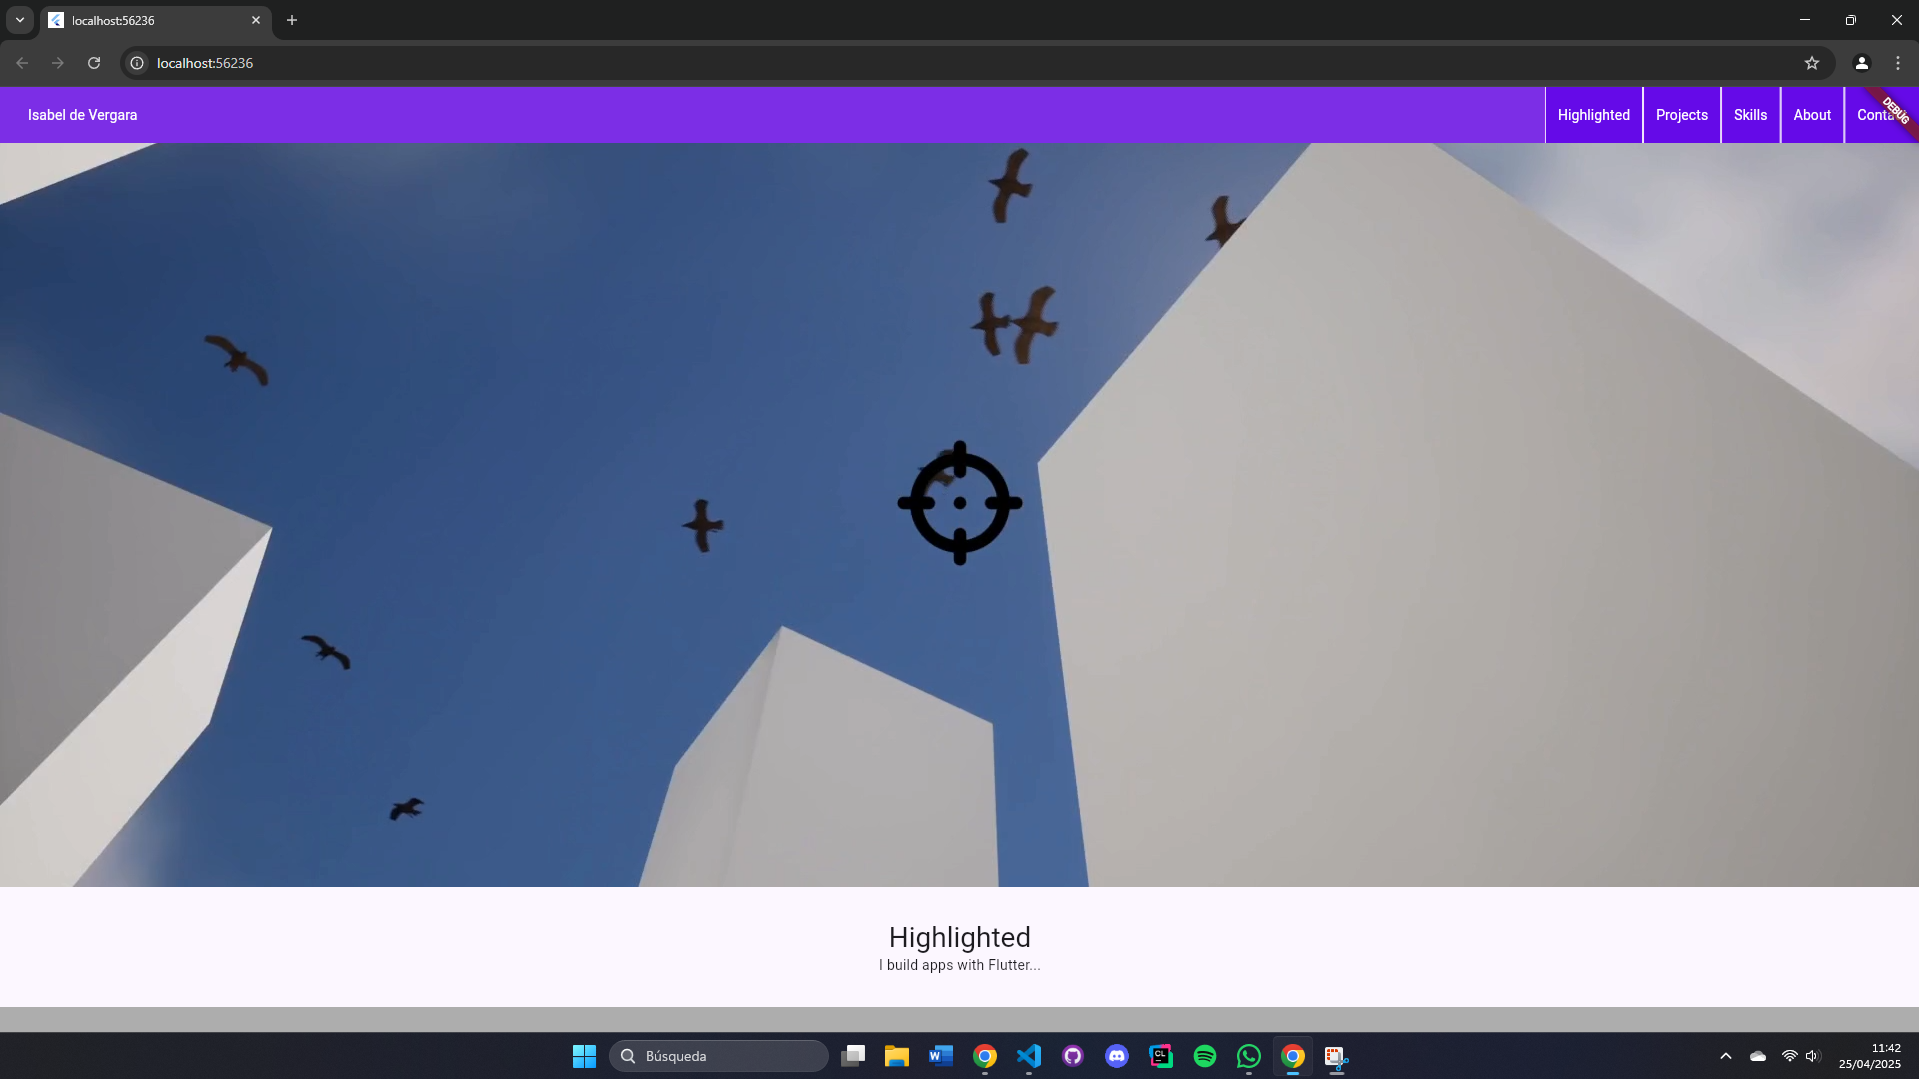 localhost:56236
localhost:56236
Isabel de Vergara
Highlighted
Projects
Skills
About
Conta
DEBUG
Highlighted
I build apps with Flutter...
Búsqueda
W
CL
11:42
25/04/2025